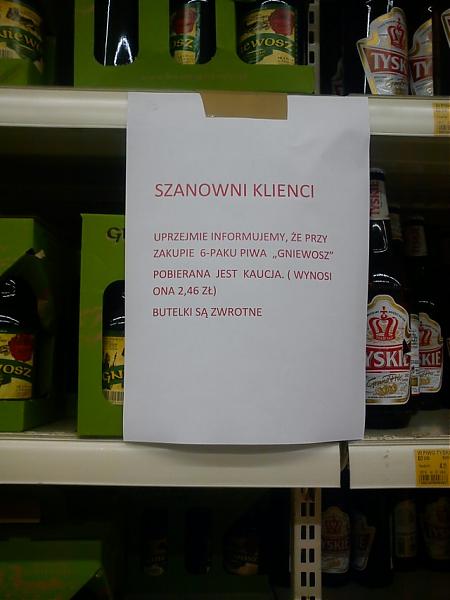 TYSKIE
SZANOWNI KLIENCI
UPRZEJMIE INFORMUJEMY, ŻE PRZY
ZAKUPIE 6-PAKU PIWA „GNIEWOSZ”
POBIERANA JEST KAUCJA. ( WYNOSI
ONA 2,46 ZŁ)
BUTELKI SĄ ZWROTNE
TYSKIE
TYSKIE